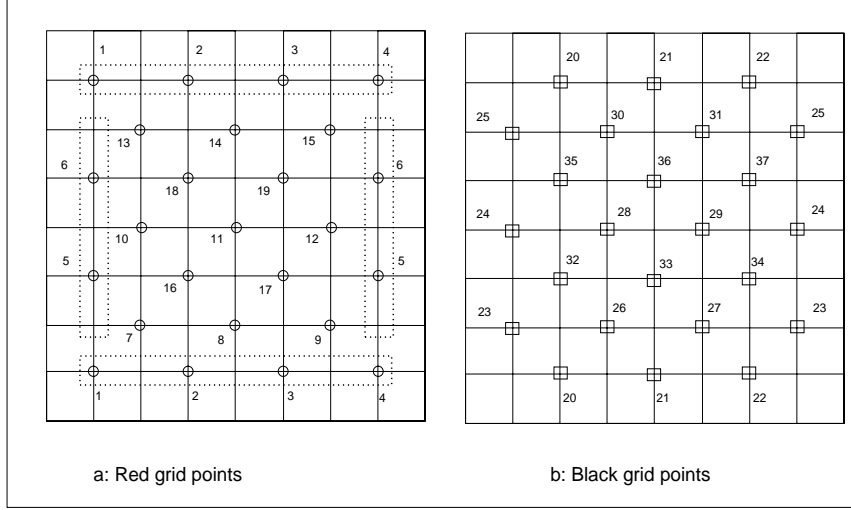 1 2 3 4
13 14 15
6 18 19 6
10 11 12
5 16 17 5
7 8 9
1 2 3 4
a: Red grid points
20 21 22
25 30 31 25
35 36 37
24 28 29 24
32 33 34
23 26 27 23
20 21 22
b: Black grid points